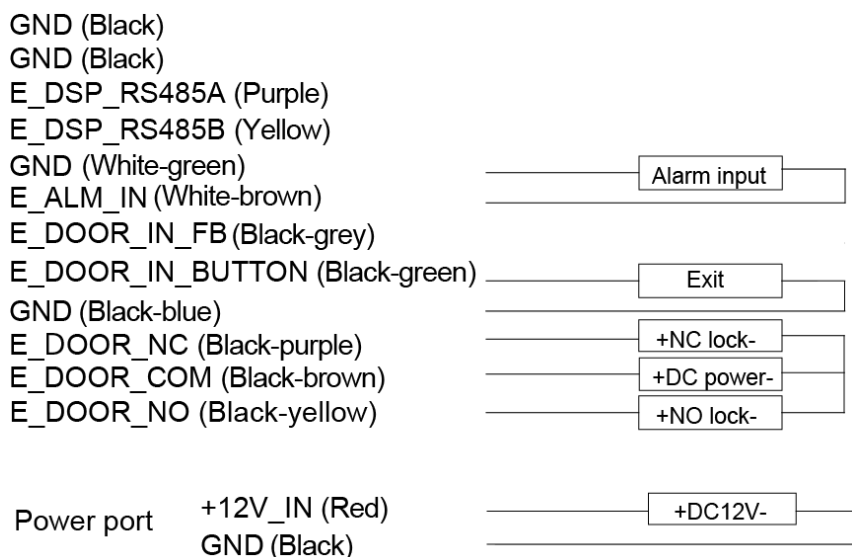 GND (Black)
GND (Black)
E_DSP_RS485A (Purple)
E_DSP_RS485B (Yellow)
GND (White-green)
Alarm input
E_ALM_IN (White-brown)
E_DOOR_IN_FB (Black-grey)
E_DOOR_IN_BUTTON (Black-green)
Exit
GND (Black-blue)
E_DOOR_NC (Black-purple)
+NC lock-
E_DOOR_COM (Black-brown)
+DC power-
E_DOOR_NO (Black-yellow)
+NO lock-
Power port
+12V_IN (Red)
+DC12V-
GND (Black)